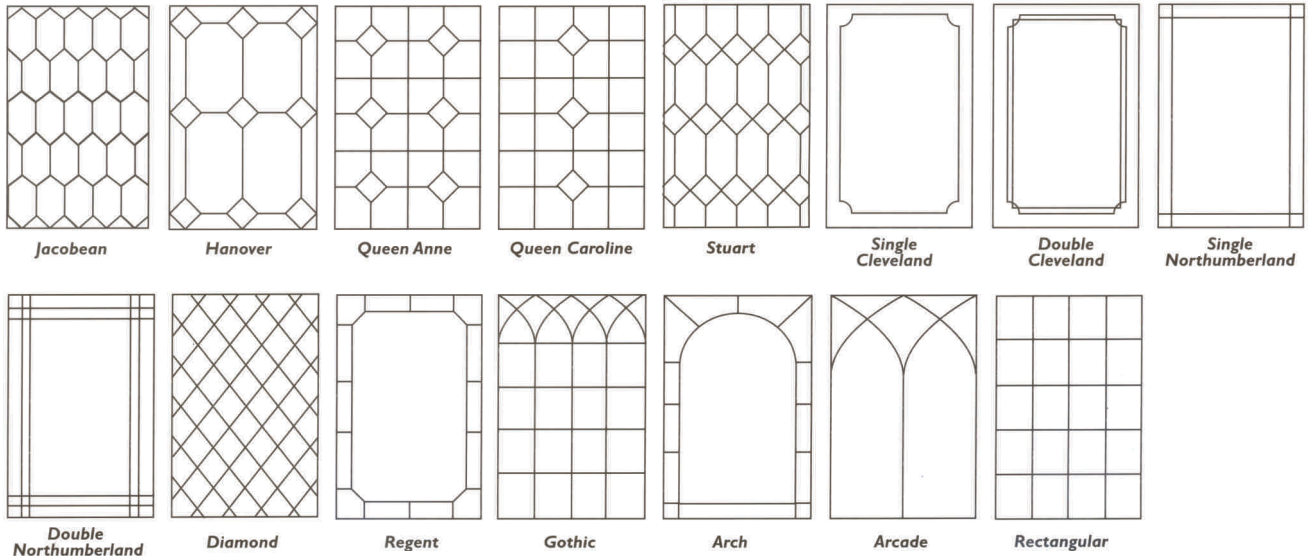 Jacobean
Hanover
Queen Anne
Queen Caroline
Stuart
Single
Cleveland
Double
Cleveland
Single
Northumberland
Double
Northumberland
Diamond
Regent
Gothic
Arch
Arcade
Rectangular